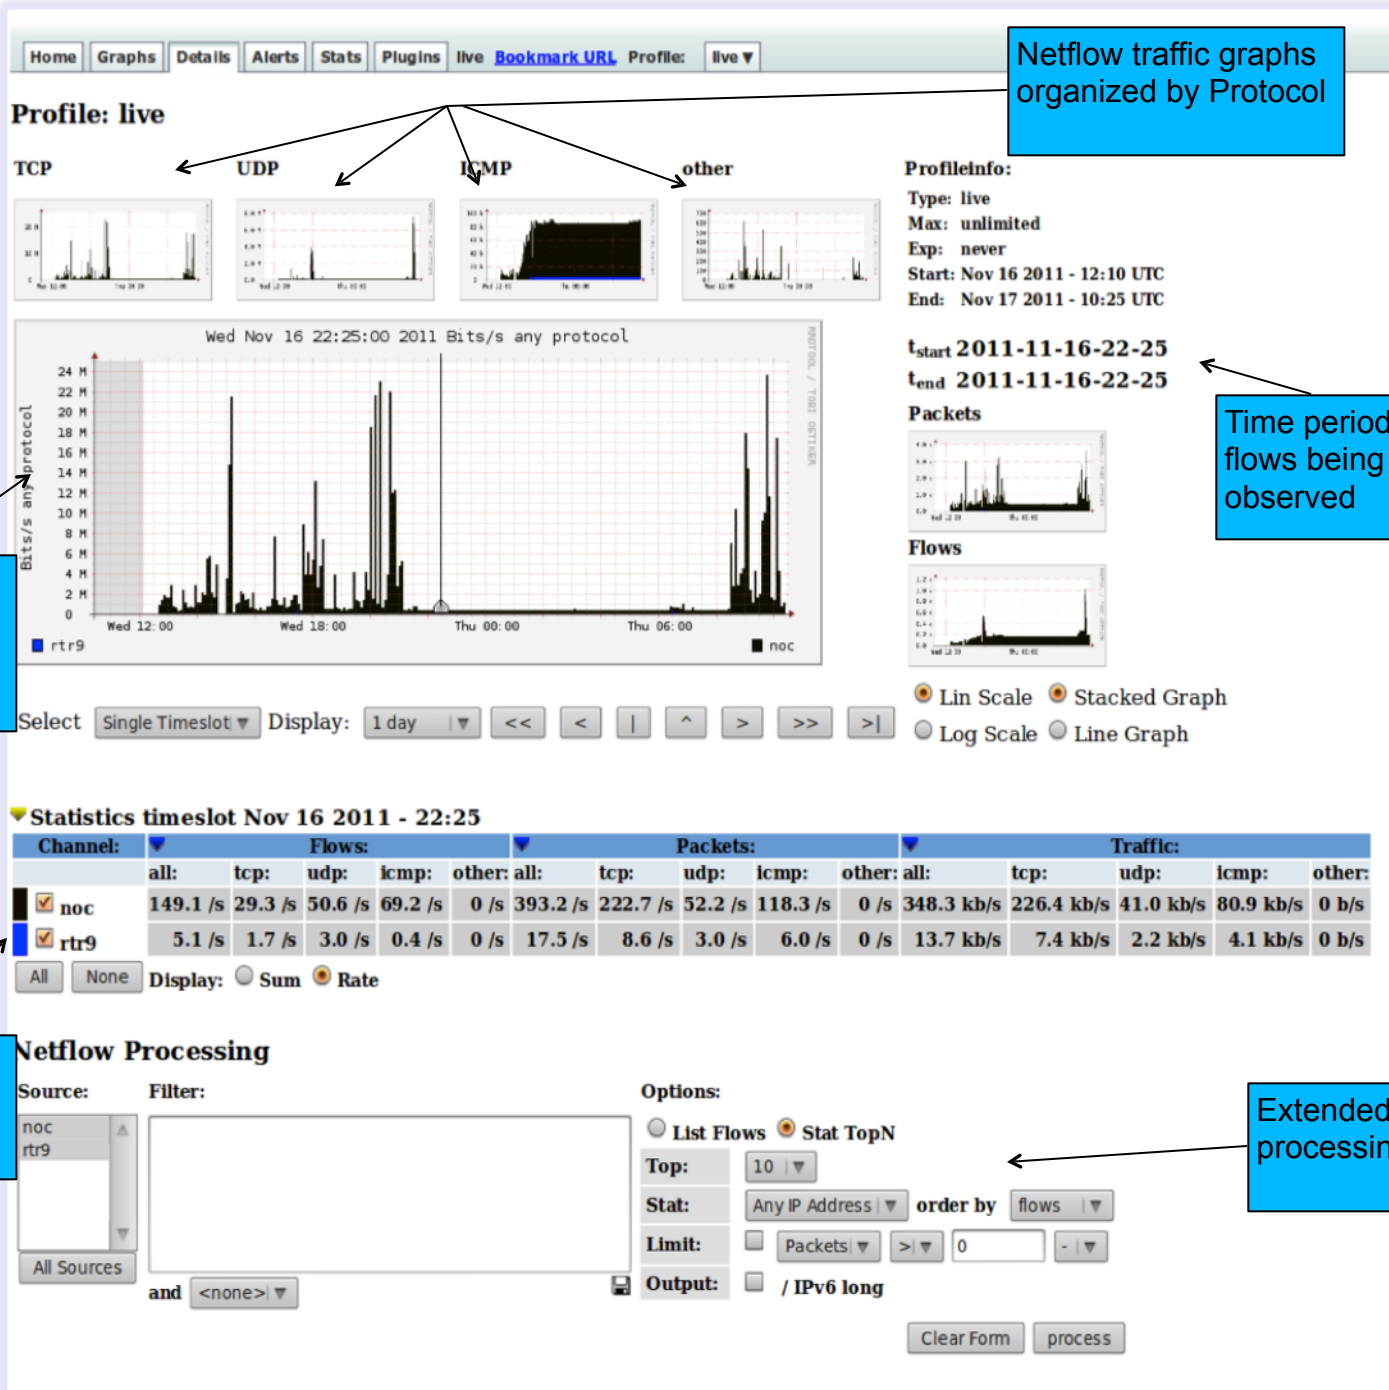 Home Graphs Details Alerts Stats Plugins live Bookmark URL Profile: live
Netflow traffic graphs
organized by Protocol
Profile: live
TCP UDP ICMP other
Profileinfo:
Type: live
Max: unlimited
Exp: never
Start: Nov 16 2011 - 12:10 UTC
End: Nov 17 2011 - 10:25 UTC
tstart 2011-11-16-22-25
tend 2011-11-16-22-25
Time period
flows being
observed
Wed Nov 16 22:25:00 2011 Bits/s any protocol
RRDTOOL / TOBI OETIKER
Bits/s any protocol
24 M
22 M
20 M
18 M
16 M
14 M
12 M
10 M
8 M
6 M
4 M
2 M
0
Wed 12:00 Wed 18:00 Thu 00:00 Thu 06:00
rtr9 noc
Packets
Flows
Lin Scale Stacked Graph
Log Scale Line Graph
Select Single Timeslot Display: 1 day << < | ^ > >> >|
Statistics timeslot Nov 16 2011 - 22:25
Channel: Flows: Packets: Traffic:
all: tcp: udp: icmp: other: all: tcp: udp: icmp: other: all: tcp: udp: icmp: other:
noc 149.1 /s 29.3 /s 50.6 /s 69.2 /s 0 /s 393.2 /s 222.7 /s 52.2 /s 118.3 /s 0 /s 348.3 kb/s 226.4 kb/s 41.0 kb/s 80.9 kb/s 0 b/s
rtr9 5.1 /s 1.7 /s 3.0 /s 0.4 /s 0 /s 17.5 /s 8.6 /s 3.0 /s 6.0 /s 0 /s 13.7 kb/s 7.4 kb/s 2.2 kb/s 4.1 kb/s 0 b/s
All None Display: Sum Rate
Netflow Processing
Source: Filter: Options:
noc
rtr9
All Sources
and <none>
List Flows Stat TopN
Top: 10
Stat: Any IP Address order by flows
Limit: Packets > 0 -
Output: / IPv6 long
Clear Form process
Extended
processin